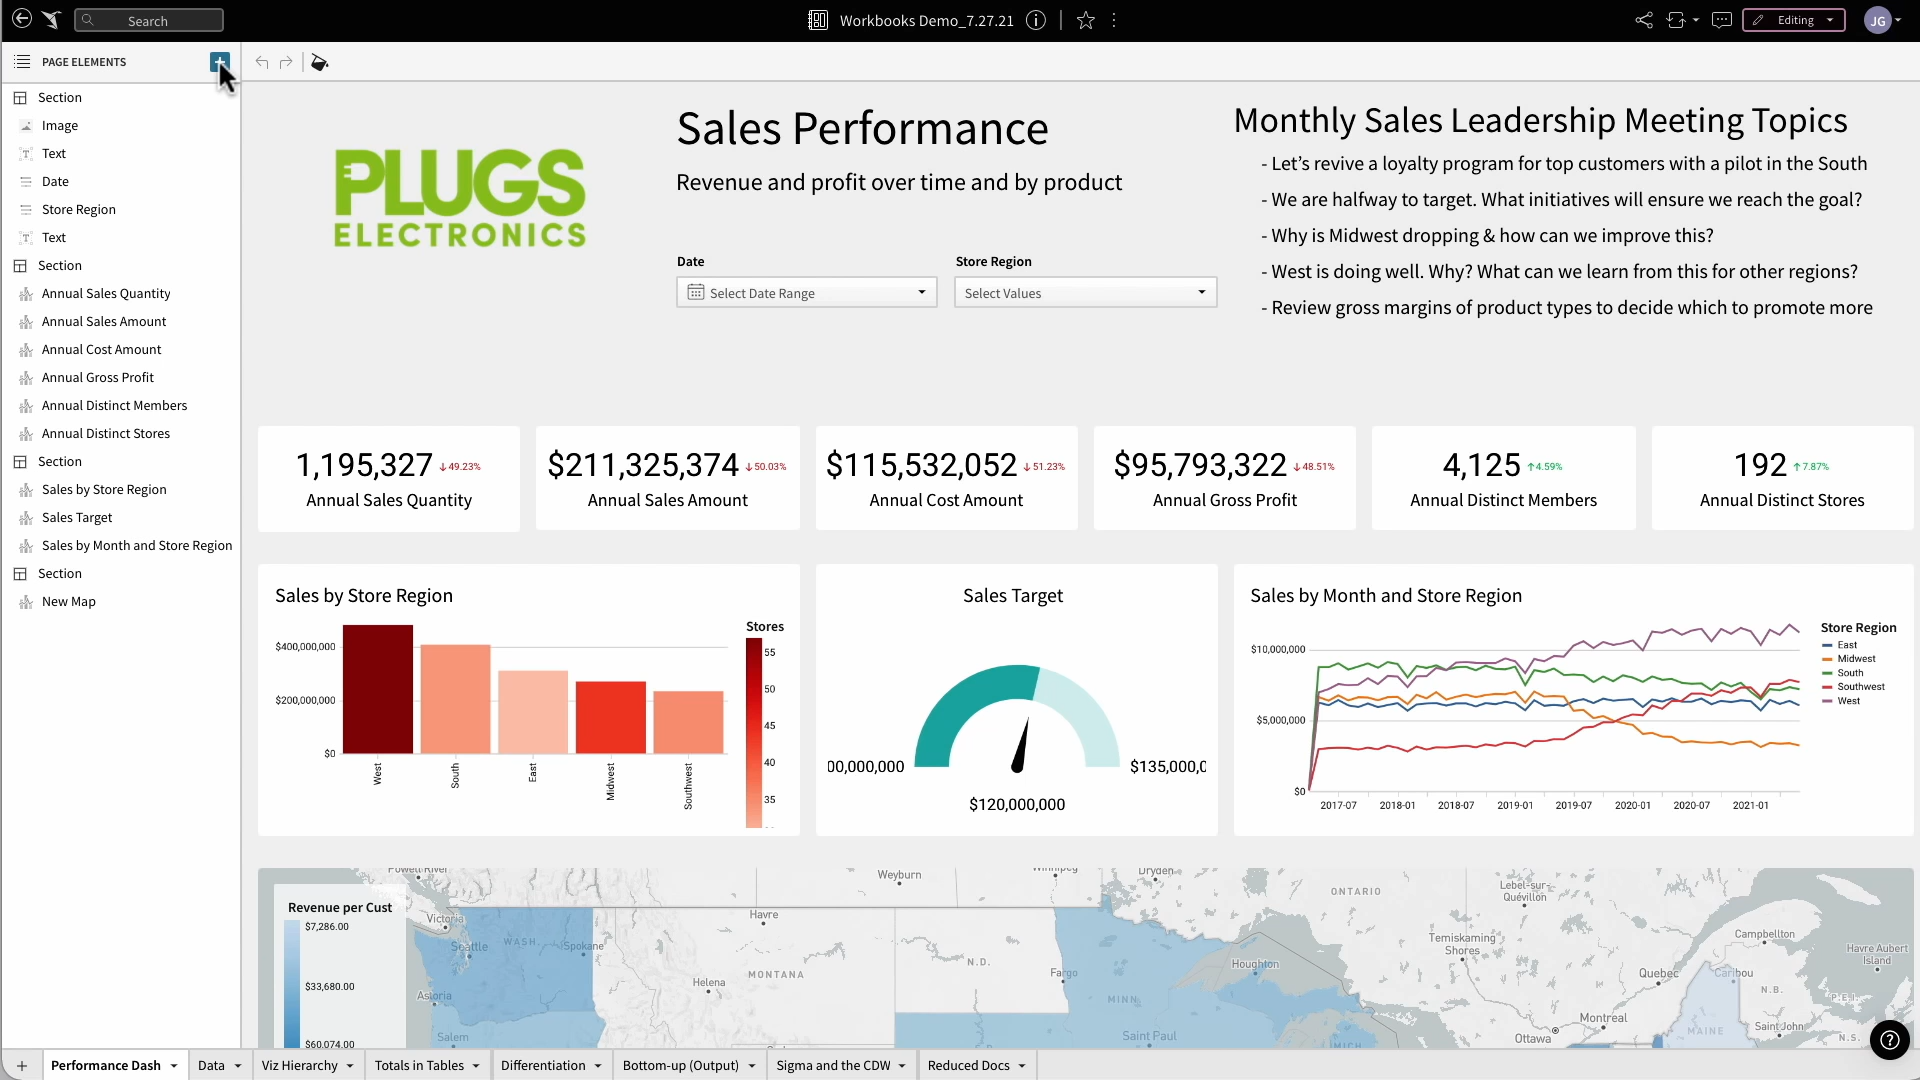 Search
Workbooks Demo_7.27.21
Editing
JG
PAGE ELEMENTS
Section
Image
Text
Date
Store Region
Text
Section
Annual Sales Quantity
Annual Sales Amount
Annual Cost Amount
Annual Gross Profit
Annual Distinct Members
Annual Distinct Stores
Section
Sales by Store Region
Sales Target
Sales by Month and Store Region
Section
New Map
PLUGS
ELECTRONICS
Sales Performance
Revenue and profit over time and by product
Date
Select Date Range
Store Region
Select Values
Monthly Sales Leadership Meeting Topics
- Let’s revive a loyalty program for top customers with a pilot in the South
- We are halfway to target. What initiatives will ensure we reach the goal?
- Why is Midwest dropping & how can we improve this?
- West is doing well. Why? What can we learn from this for other regions?
- Review gross margins of product types to decide which to promote more
1,195,327 ↓49.23%
Annual Sales Quantity
$211,325,374 ↓50.03%
Annual Sales Amount
$115,532,052 ↓51.23%
Annual Cost Amount
$95,793,322 ↓48.51%
Annual Gross Profit
4,125 ↑4.59%
Annual Distinct Members
192 ↑7.87%
Annual Distinct Stores
Sales by Store Region
$400,000,000
$200,000,000
$0
West
South
East
Midwest
Southwest
Stores
55
50
45
40
35
Sales Target
00,000,000
$135,000,0
$120,000,000
Sales by Month and Store Region
$10,000,000
$5,000,000
$0
2017-07
2018-01
2018-07
2019-01
2019-07
2020-01
2020-07
2021-01
Store Region
East
Midwest
South
Southwest
West
Revenue per Cust
$7,286.00
$33,680.00
$60,074.00
Powell River
Victoria
Seattle
WASH.
Spokane
Astoria
Salem
Weyburn
Havre
MONTANA
Helena
Winnipeg
Dryden
N.D.
Fargo
MINN.
Saint Paul
Houghton
MICH.
ONTARIO
Lebel-sur-
Quévillon
Temiskaming
Shores
Campbellton
Havre Aubert
Island
Quebec
Caribou
N.B.
P.E.I.
Montreal
Ottawa
MAINE
Saint John
N.S.
Performance Dash
Data
Viz Hierarchy
Totals in Tables
Differentiation
Bottom-up (Output)
Sigma and the CDW
Reduced Docs